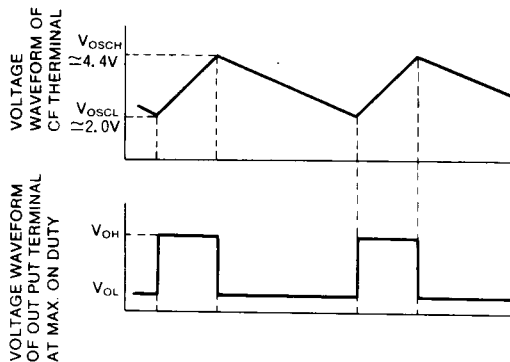 VOLTAGE
WAVEFORM OF
CF THERMINAL
VOSCH
≃4.4V
VOSCL
≃2.0V
VOLTAGE WAVEFORM
OF OUT PUT TERMINAL
AT MAX. ON DUTY
VOH
VOL